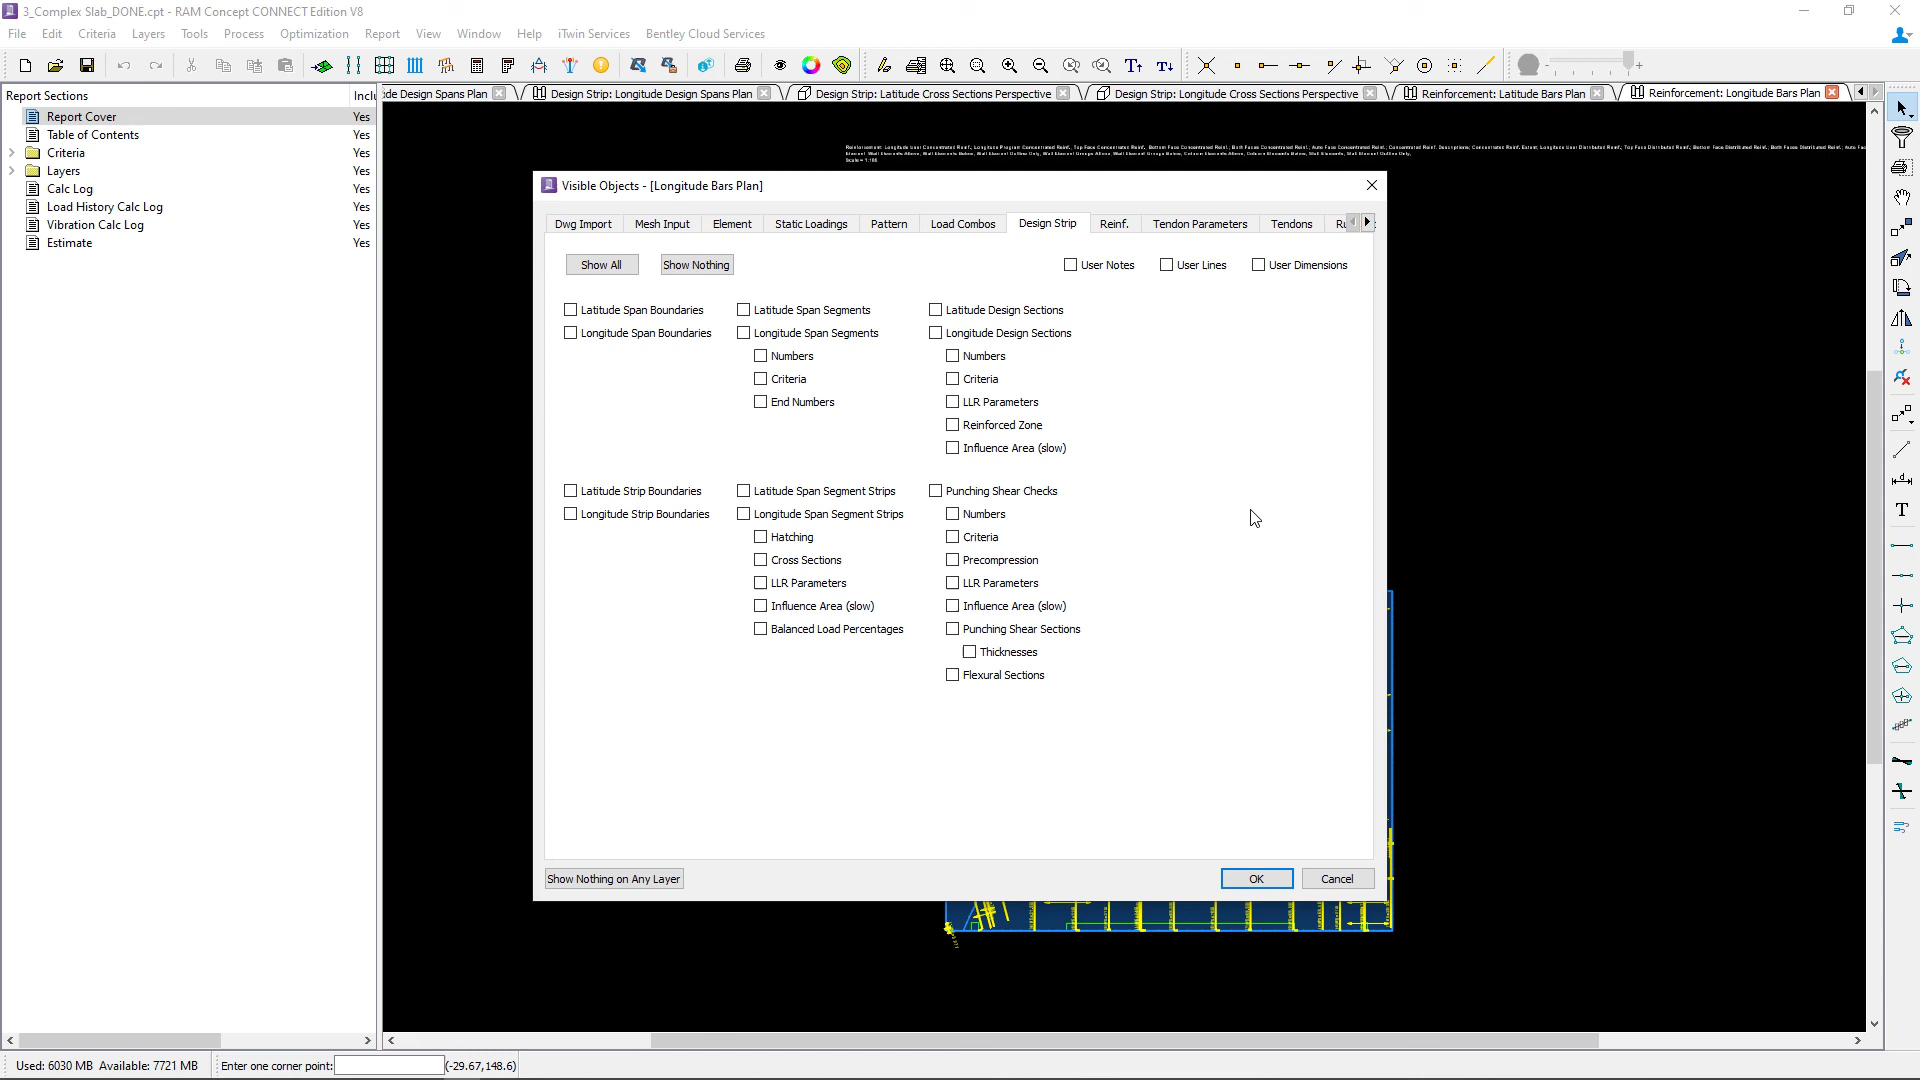 3_Complex Slab_DONE.cpt - RAM Concept CONNECT Edition V8
File Edit Criteria Layers Tools Process Optimization Report View Window Help iTwin Services Bentley Cloud Services
Report Sections Inclu
de Design Spans Plan Design Strip: Longitude Design Spans Plan Design Strip: Latitude Cross Sections Perspective Design Strip: Longitude Cross Sections Perspective Reinforcement: Latitude Bars Plan Reinforcement: Longitude Bars Plan
Report Cover Yes
Table of Contents Yes
Criteria Yes
Layers Yes
Calc Log Yes
Load History Calc Log Yes
Vibration Calc Log Yes
Estimate Yes
Visible Objects - [Longitude Bars Plan]
Dwg Import Mesh Input Element Static Loadings Pattern Load Combos Design Strip Reinf. Tendon Parameters Tendons
Show All Show Nothing User Notes User Lines User Dimensions
Latitude Span Boundaries Latitude Span Segments Latitude Design Sections
Longitude Span Boundaries Longitude Span Segments Longitude Design Sections
Numbers Numbers
Criteria Criteria
End Numbers LLR Parameters
Reinforced Zone
Influence Area (slow)
Latitude Strip Boundaries Latitude Span Segment Strips Punching Shear Checks
Longitude Strip Boundaries Longitude Span Segment Strips Numbers
Hatching Criteria
Cross Sections Precompression
LLR Parameters LLR Parameters
Influence Area (slow) Influence Area (slow)
Balanced Load Percentages Punching Shear Sections
Thicknesses
Flexural Sections
Show Nothing on Any Layer OK Cancel
Used: 6030 MB Available: 7721 MB Enter one corner point: (-29.67,148.6)